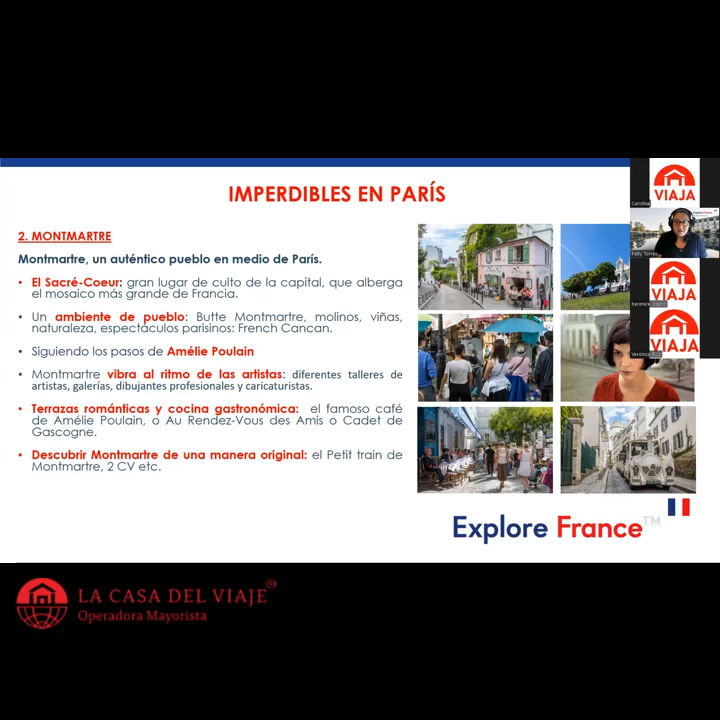 IMPERDIBLES EN PARÍS
2. MONTMARTRE
Montmartre, un auténtico pueblo en medio de París.
• El Sacré-Coeur: gran lugar de culto de la capital, que alberga
el mosaico más grande de Francia.
• Un ambiente de pueblo: Butte Montmartre, molinos, viñas,
naturaleza, espectáculos parisinos: French Cancan.
• Siguiendo los pasos de Amélie Poulain
• Montmartre vibra al ritmo de las artistas: diferentes talleres de
artistas, galerías, dibujantes profesionales y caricaturistas.
• Terrazas románticas y cocina gastronómica: el famoso café
de Amélie Poulain, o Au Rendez-Vous des Amis o Cadet de
Gascogne.
• Descubrir Montmartre de una manera original: el Petit train de
Montmartre, 2 CV etc.
VIAJA
Carolina
Patty Torres
VIAJA
VIAJA
Explore France™
LA CASA DEL VIAJE®
Operadora Mayorista